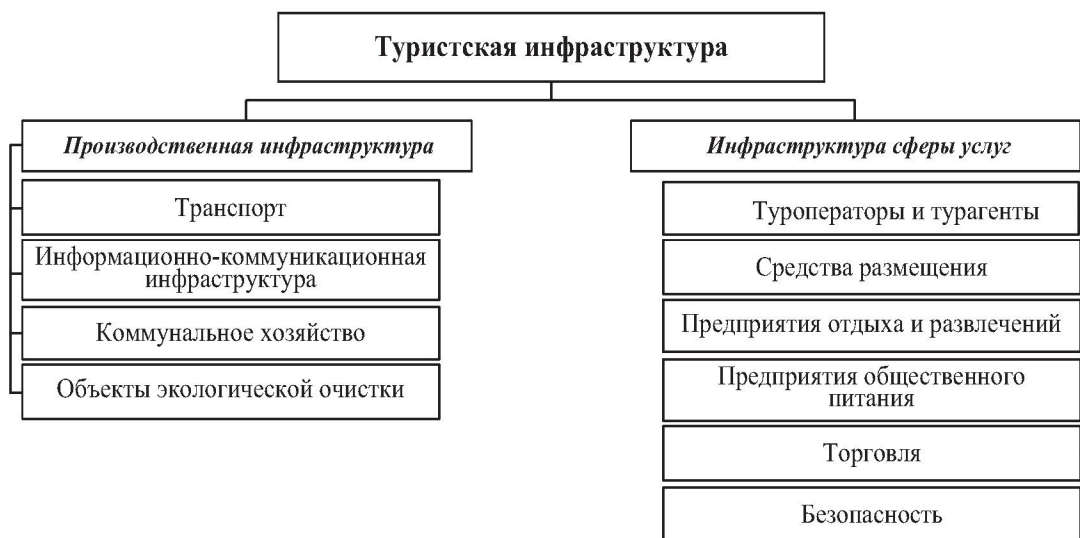 Туристская инфраструктура
Производственная инфраструктура
Транспорт
Информационно-коммуникационная
инфраструктура
Коммунальное хозяйство
Объекты экологической очистки
Инфраструктура сферы услуг
Туроператоры и турагенты
Средства размещения
Предприятия отдыха и развлечений
Предприятия общественного
питания
Торговля
Безопасность